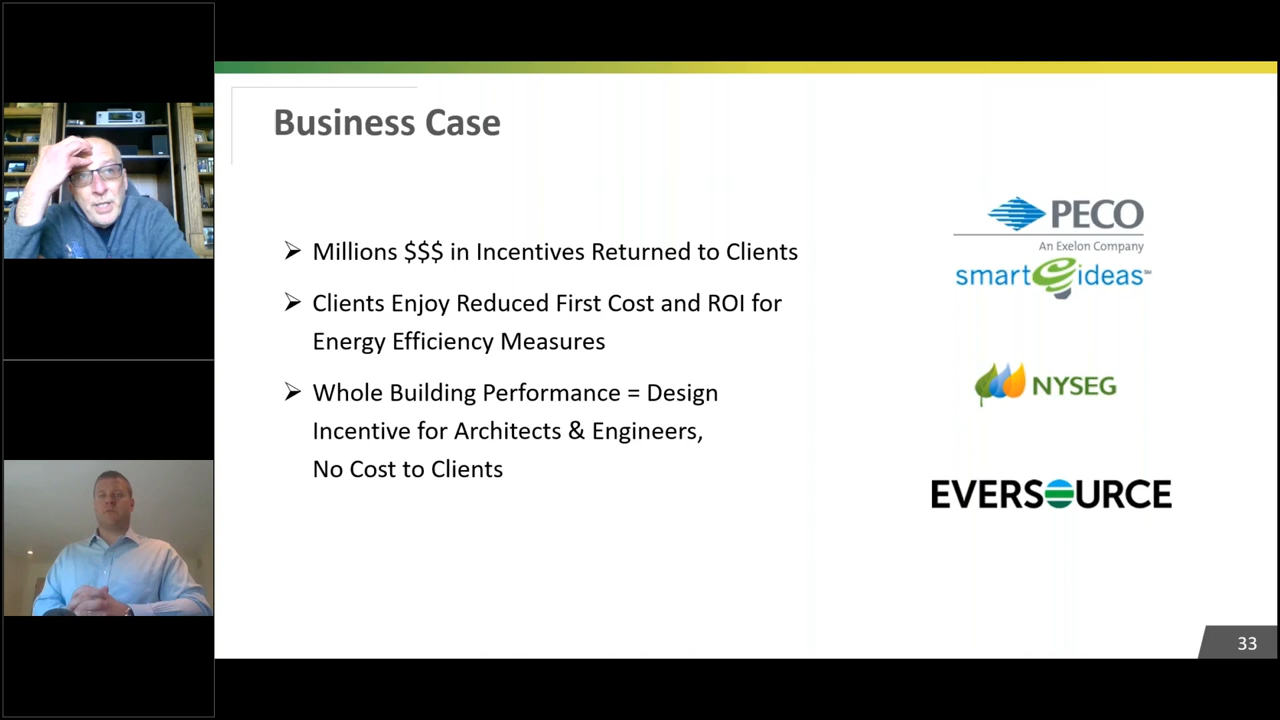 Business Case
Millions $$$ in Incentives Returned to Clients
Clients Enjoy Reduced First Cost and ROI for
Energy Efficiency Measures
Whole Building Performance = Design
Incentive for Architects & Engineers,
No Cost to Clients
PECO
An Exelon Company
smart e ideas℠
NYSEG
EVERSOURCE
33